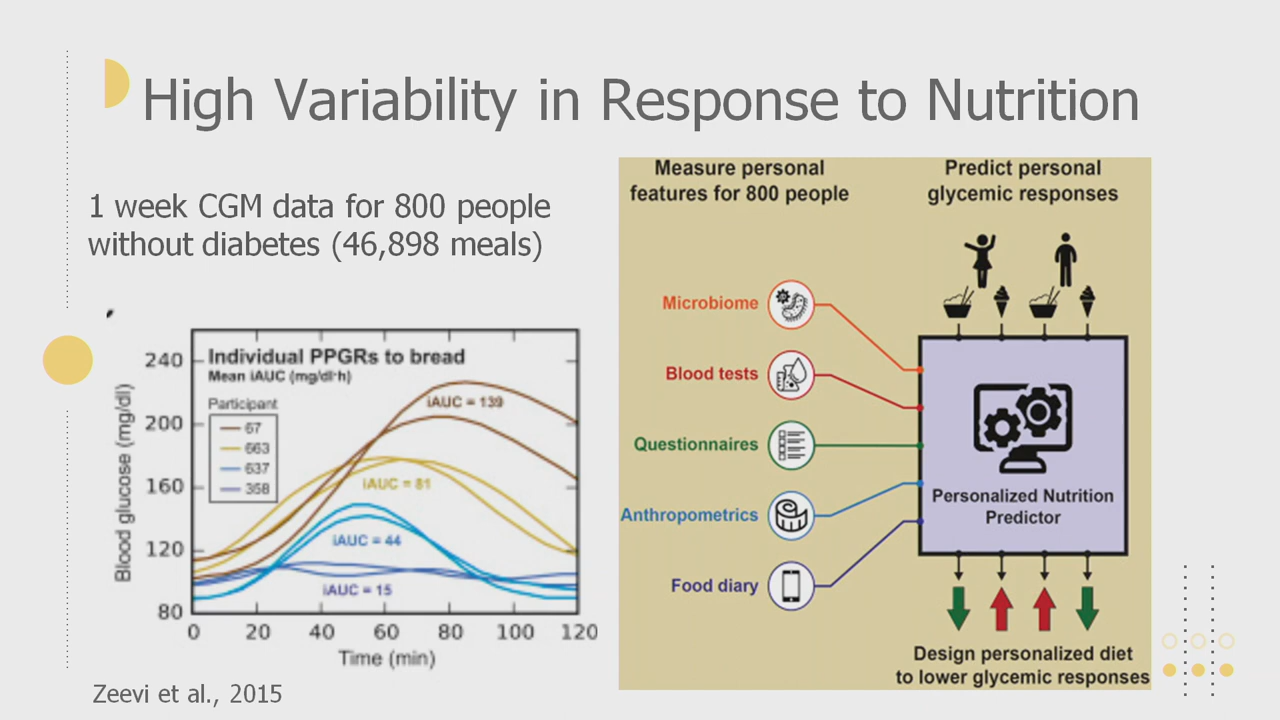 High Variability in Response to Nutrition
1 week CGM data for 800 people
without diabetes (46,898 meals)
Individual PPGRs to bread
Mean iAUC (mg/dl·h)
Participant
67
663
637
358
iAUC = 139
iAUC = 81
iAUC = 44
iAUC = 15
Blood glucose (mg/dl)
240
200
160
120
80
0 20 40 60 80 100 120
Time (min)
Zeevi et al., 2015
Measure personal
features for 800 people
Microbiome
Blood tests
Questionnaires
Anthropometrics
Food diary
Predict personal
glycemic responses
Personalized Nutrition
Predictor
Design personalized diet
to lower glycemic responses